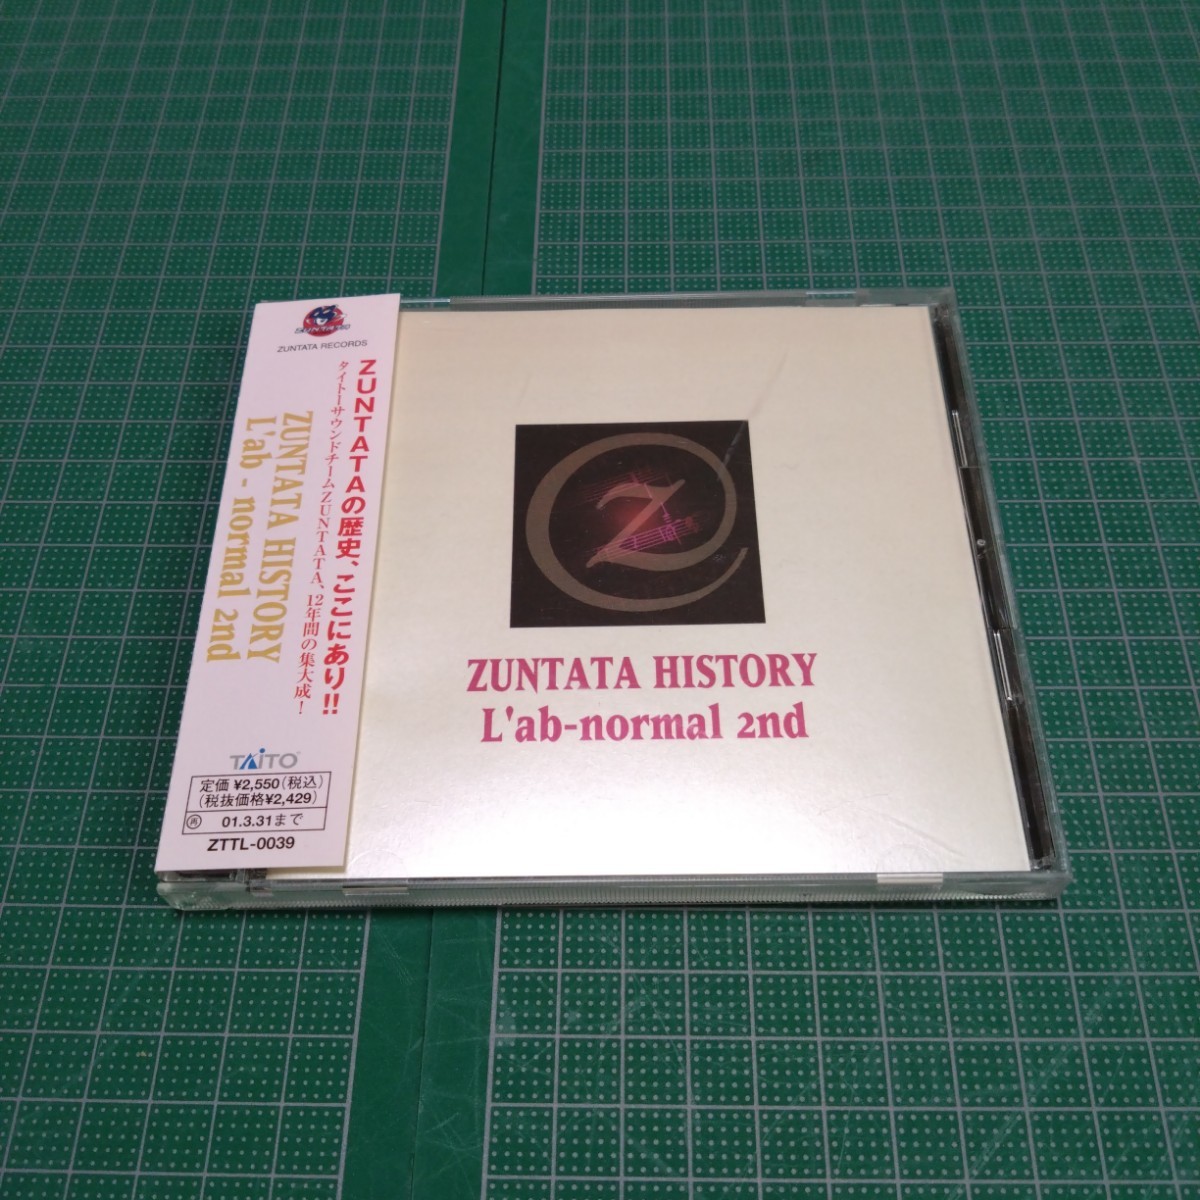 ZUNTATA
ZUNTATA RECORDS
ZUNTATAの歴史、ここにあり!!
タイトーサウンドチームZUNTATA、12年間の集大成!
ZUNTATA HISTORY
L'ab - normal 2nd
TAITO
定価 ¥2,550(税込)
(税抜価格¥2,429)
再 01.3.31まで
ZTTL-0039
Z
ZUNTATA HISTORY
L'ab-normal 2nd